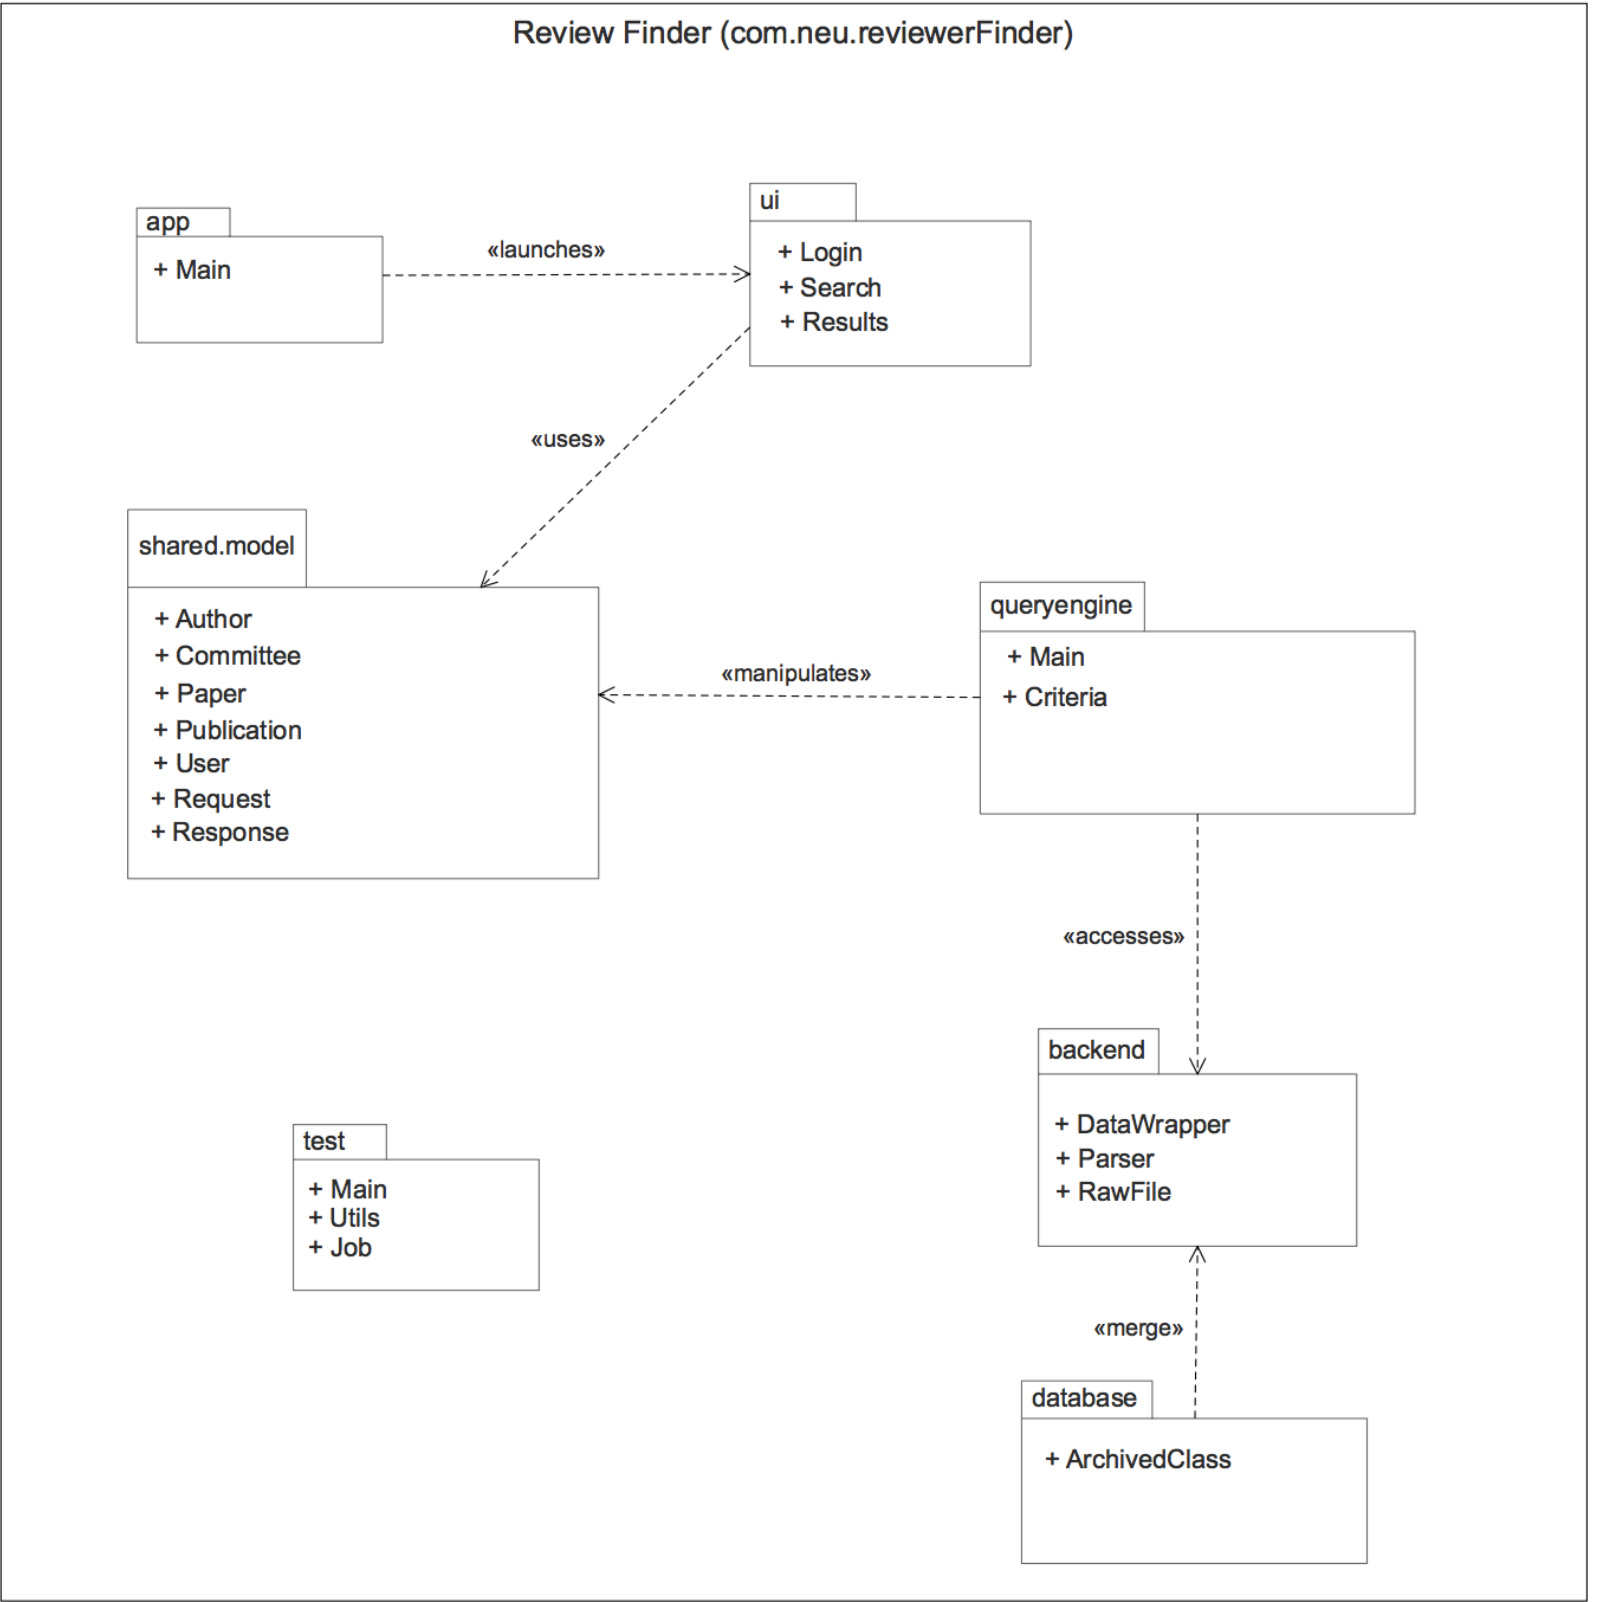 Review Finder (com.neu.reviewerFinder)
app
+ Main
«launches»
ui
+ Login
+ Search
+ Results
«uses»
shared.model
+ Author
+ Committee
+ Paper
+ Publication
+ User
+ Request
+ Response
«manipulates»
queryengine
+ Main
+ Criteria
«accesses»
backend
+ DataWrapper
+ Parser
+ RawFile
test
+ Main
+ Utils
+ Job
«merge»
database
+ ArchivedClass